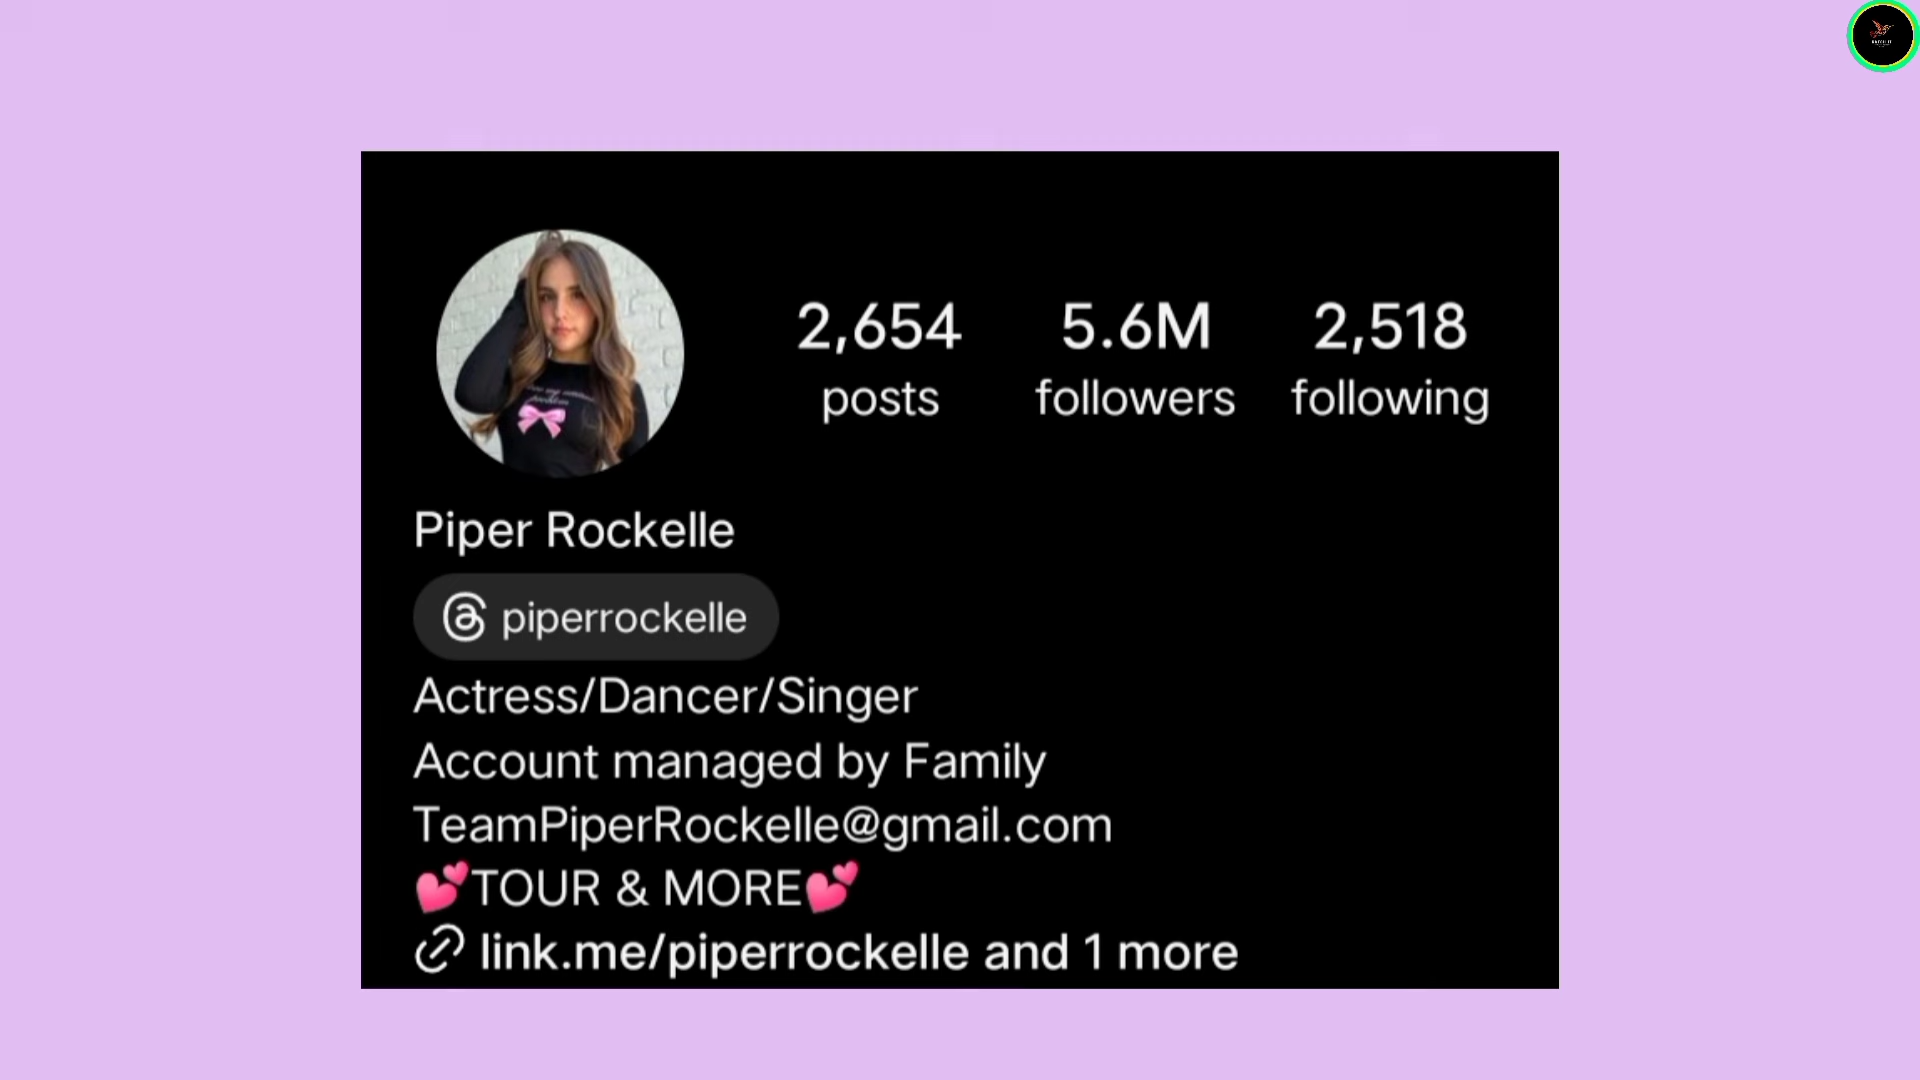 2,654 5.6M 2,518
posts followers following
Piper Rockelle
piperrockelle
Actress/Dancer/Singer
Account managed by Family
TeamPiperRockelle@gmail.com
💕TOUR & MORE💕
link.me/piperrockelle and 1 more